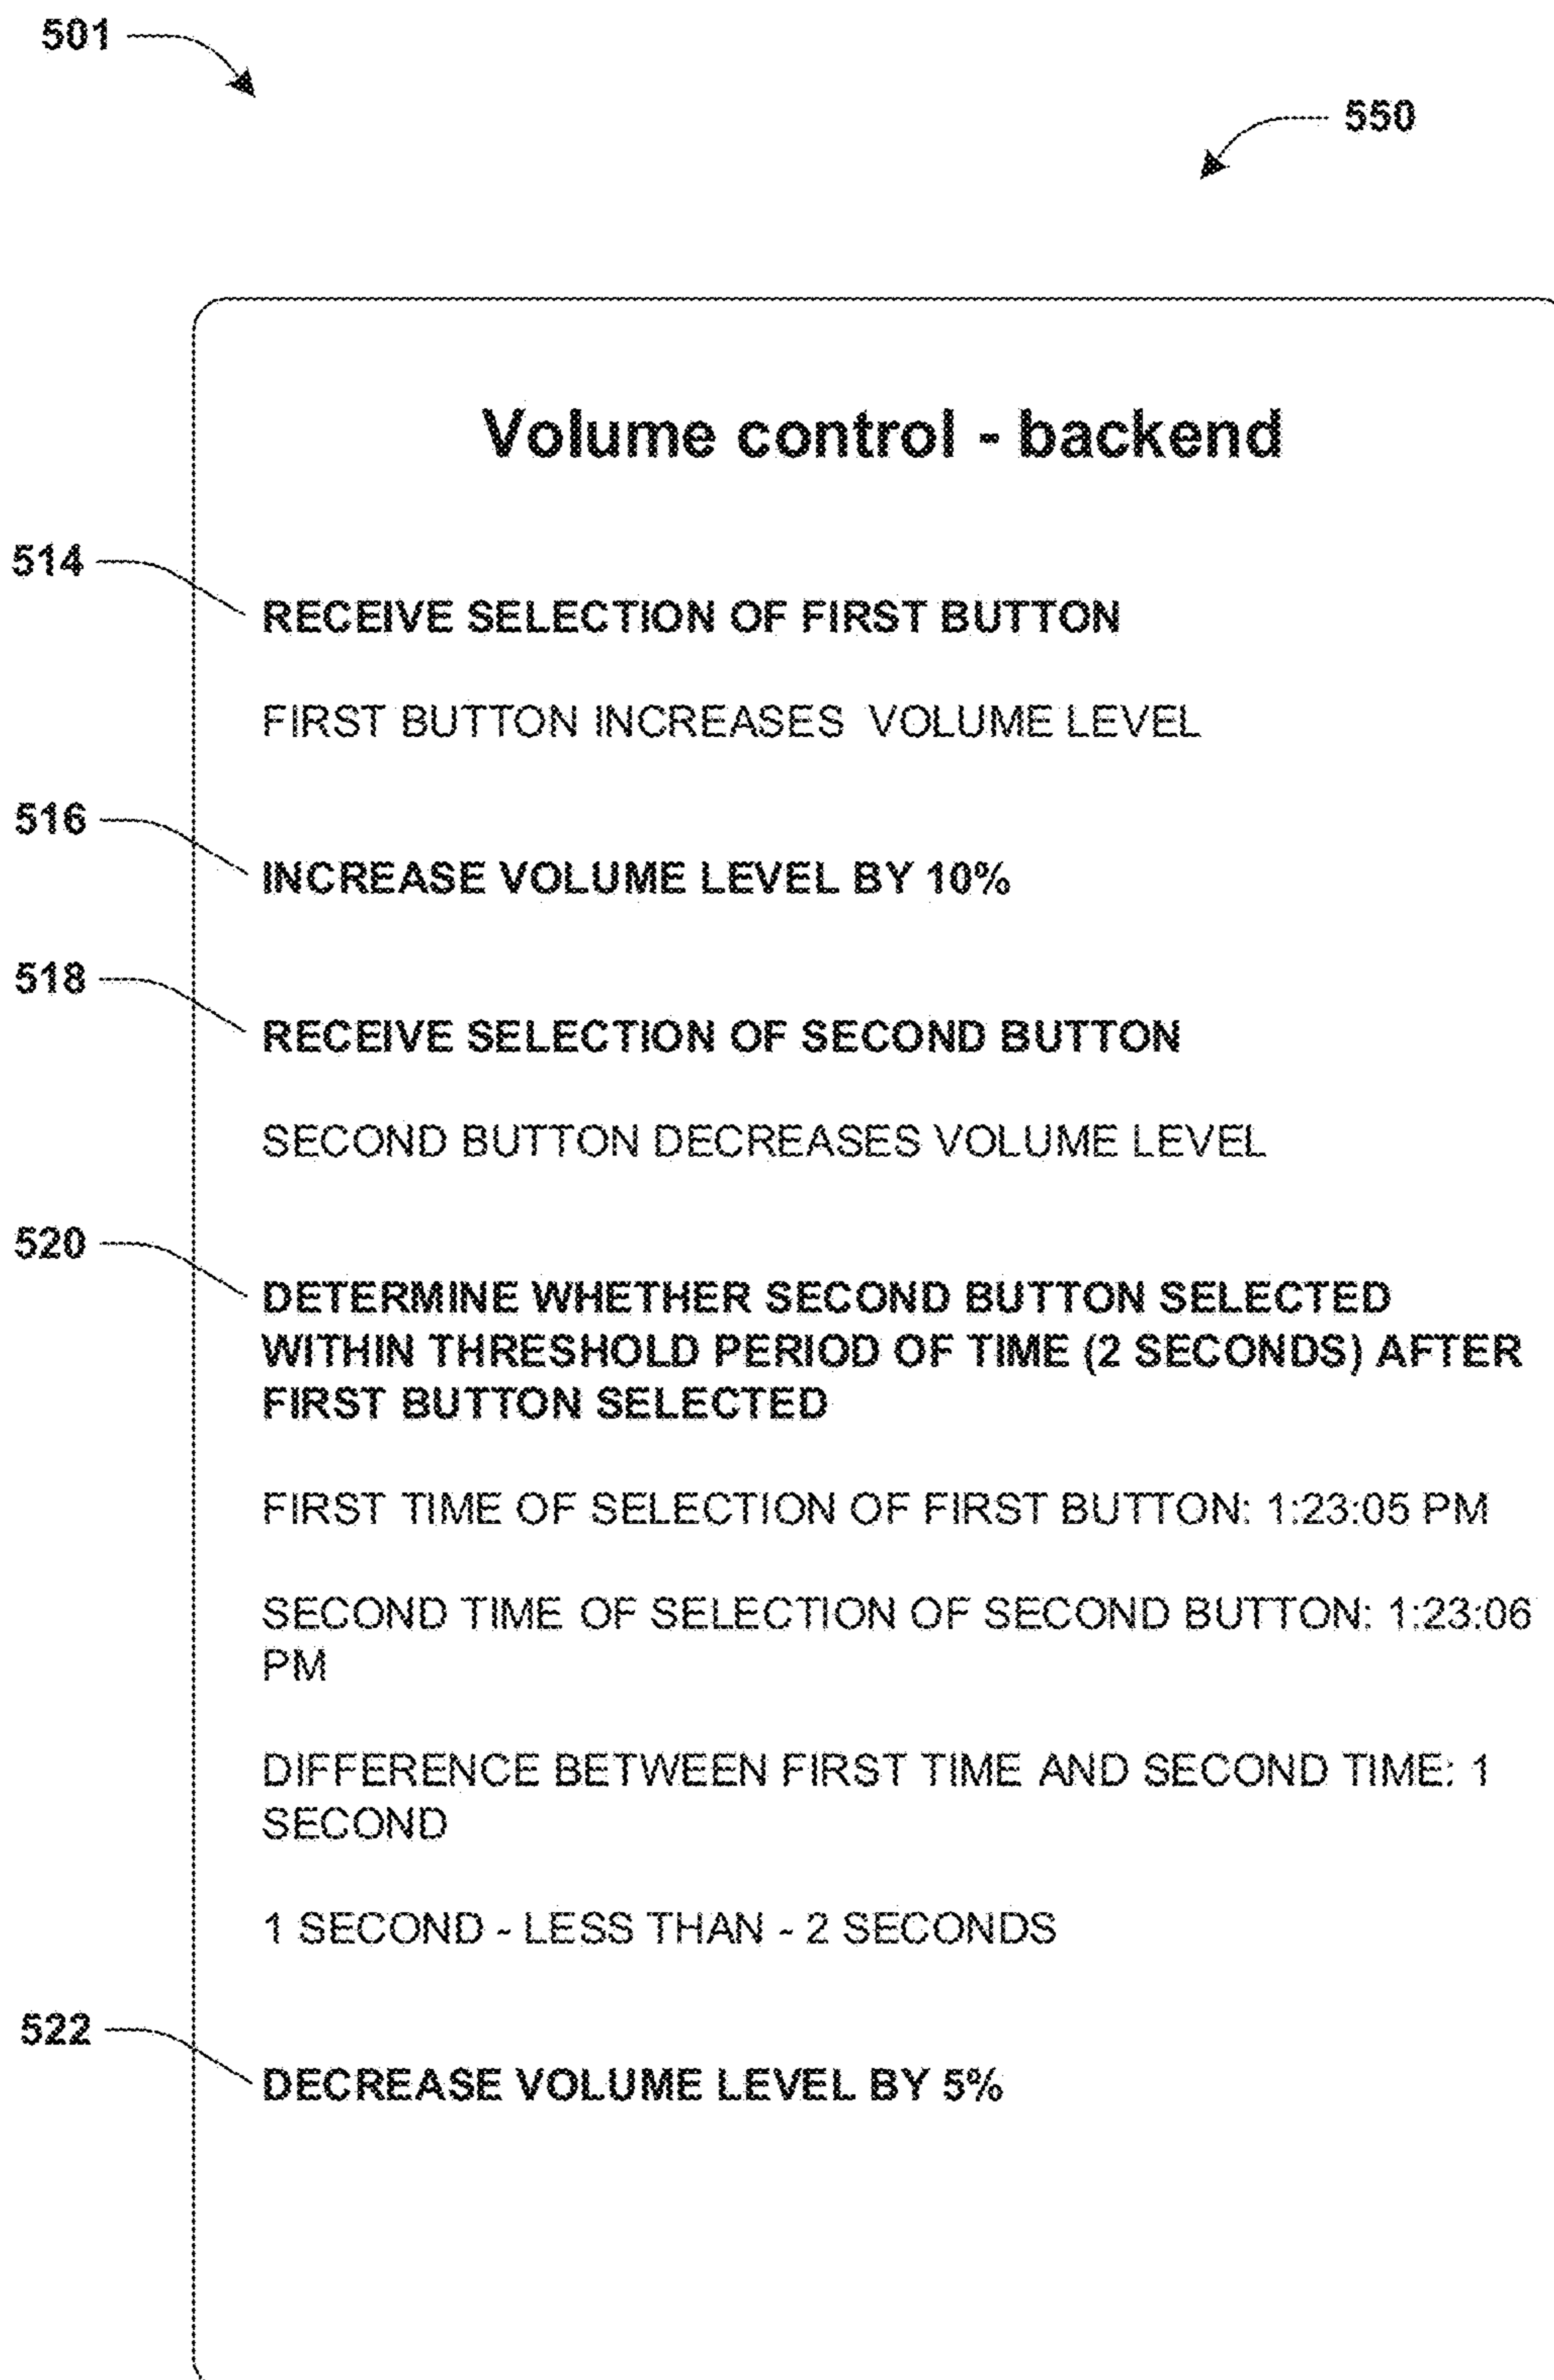 501
550
Volume control - backend
514
RECEIVE SELECTION OF FIRST BUTTON
FIRST BUTTON INCREASES VOLUME LEVEL
516
INCREASE VOLUME LEVEL BY 10%
518
RECEIVE SELECTION OF SECOND BUTTON
SECOND BUTTON DECREASES VOLUME LEVEL
520
DETERMINE WHETHER SECOND BUTTON SELECTED
WITHIN THRESHOLD PERIOD OF TIME (2 SECONDS) AFTER
FIRST BUTTON SELECTED
FIRST TIME OF SELECTION OF FIRST BUTTON: 1:23:05 PM
SECOND TIME OF SELECTION OF SECOND BUTTON: 1:23:06
PM
DIFFERENCE BETWEEN FIRST TIME AND SECOND TIME: 1
SECOND
1 SECOND - LESS THAN - 2 SECONDS
522
DECREASE VOLUME LEVEL BY 5%